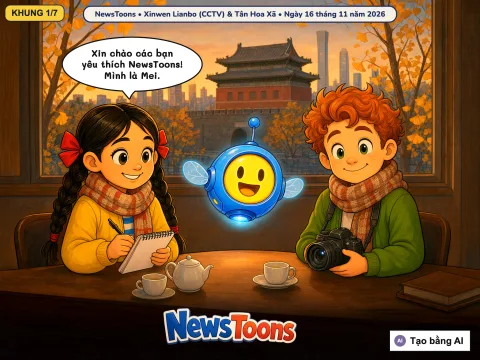 KHUNG 1/7
NewsToons • Xinwen Lianbo (CCTV) & Tân Hoa Xã • Ngày 16 tháng 11 năm 2026
Xin chào các bạn
yêu thích NewsToons!
Mình là Mei.
NewsToons
AI Tạo bằng AI